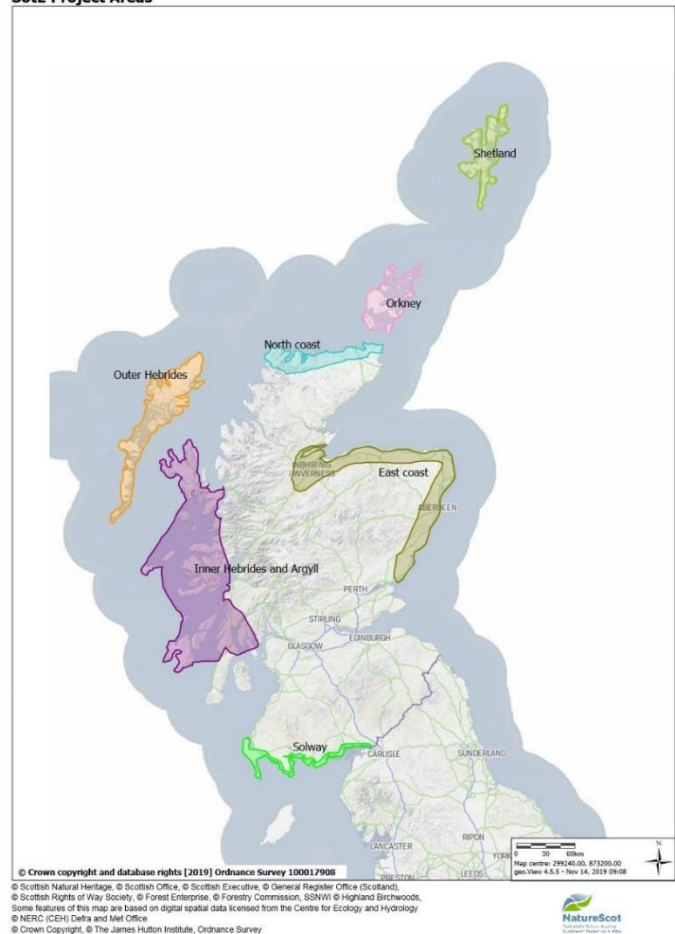 Shetland
Orkney
North coast
Outer Hebrides
INBHIR NIS
/INVERNESS
East coast
ABERDEEN
Inner Hebrides and Argyll
PERTH
STIRLING
EDINBURGH
GLASGOW
Solway
CARLISLE
SUNDERLAND
LANCASTER
RIPON
YORK
PRESTON
LEEDS
N
0 30 60km
Map centre: 299240.00, 873200.00
geo.View 4.5.5 - Nov 14, 2019 09:08
© Crown copyright and database rights [2019] Ordnance Survey 100017908
© Scottish Natural Heritage, © Scottish Office, © Scottish Executive, © General Register Office (Scotland),
© Scottish Rights of Way Society, © Forest Enterprise, © Forestry Commission, SSNWI © Highland Birchwoods,
Some features of this map are based on digital spatial data licensed from the Centre for Ecology and Hydrology
© NERC (CEH) Defra and Met Office
© Crown Copyright, © The James Hutton Institute, Ordnance Survey
NatureScot